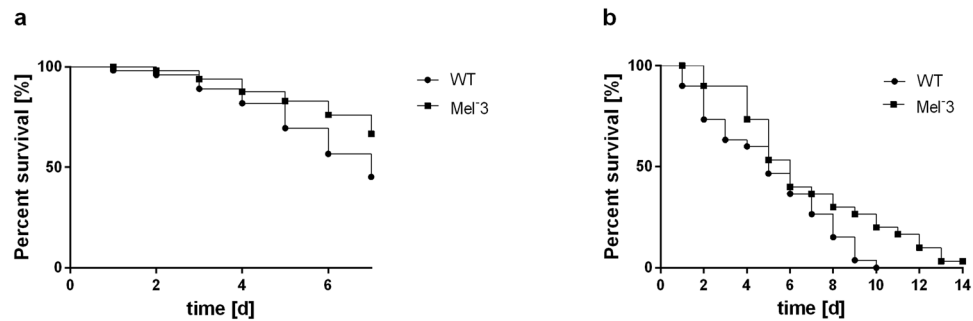 a
100
50
0
Percent survival [%]
0 2 4 6
time [d]
WT
Mel⁻3
b
100
50
0
Percent survival [%]
0 2 4 6 8 10 12 14
time [d]
WT
Mel⁻3